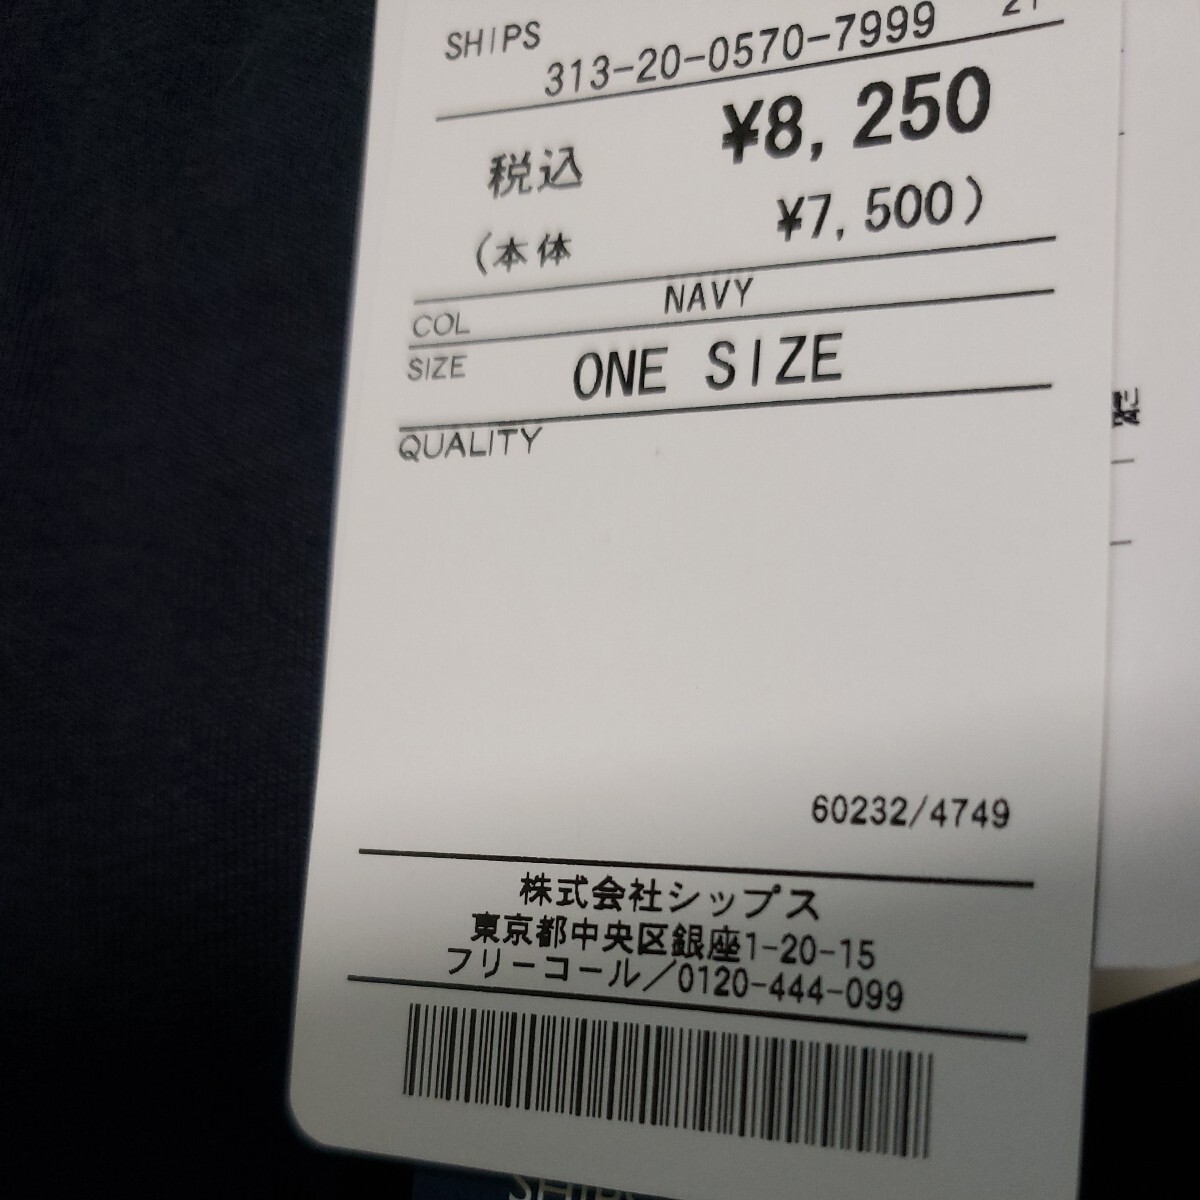 SHIPS
313-20-0570-7999
税込 ¥8,250
(本体 ¥7,500)
COL NAVY
SIZE ONE SIZE
QUALITY
製
60232/4749
株式会社シップス
東京都中央区銀座1-20-15
フリーコール/0120-444-099
SHIPS